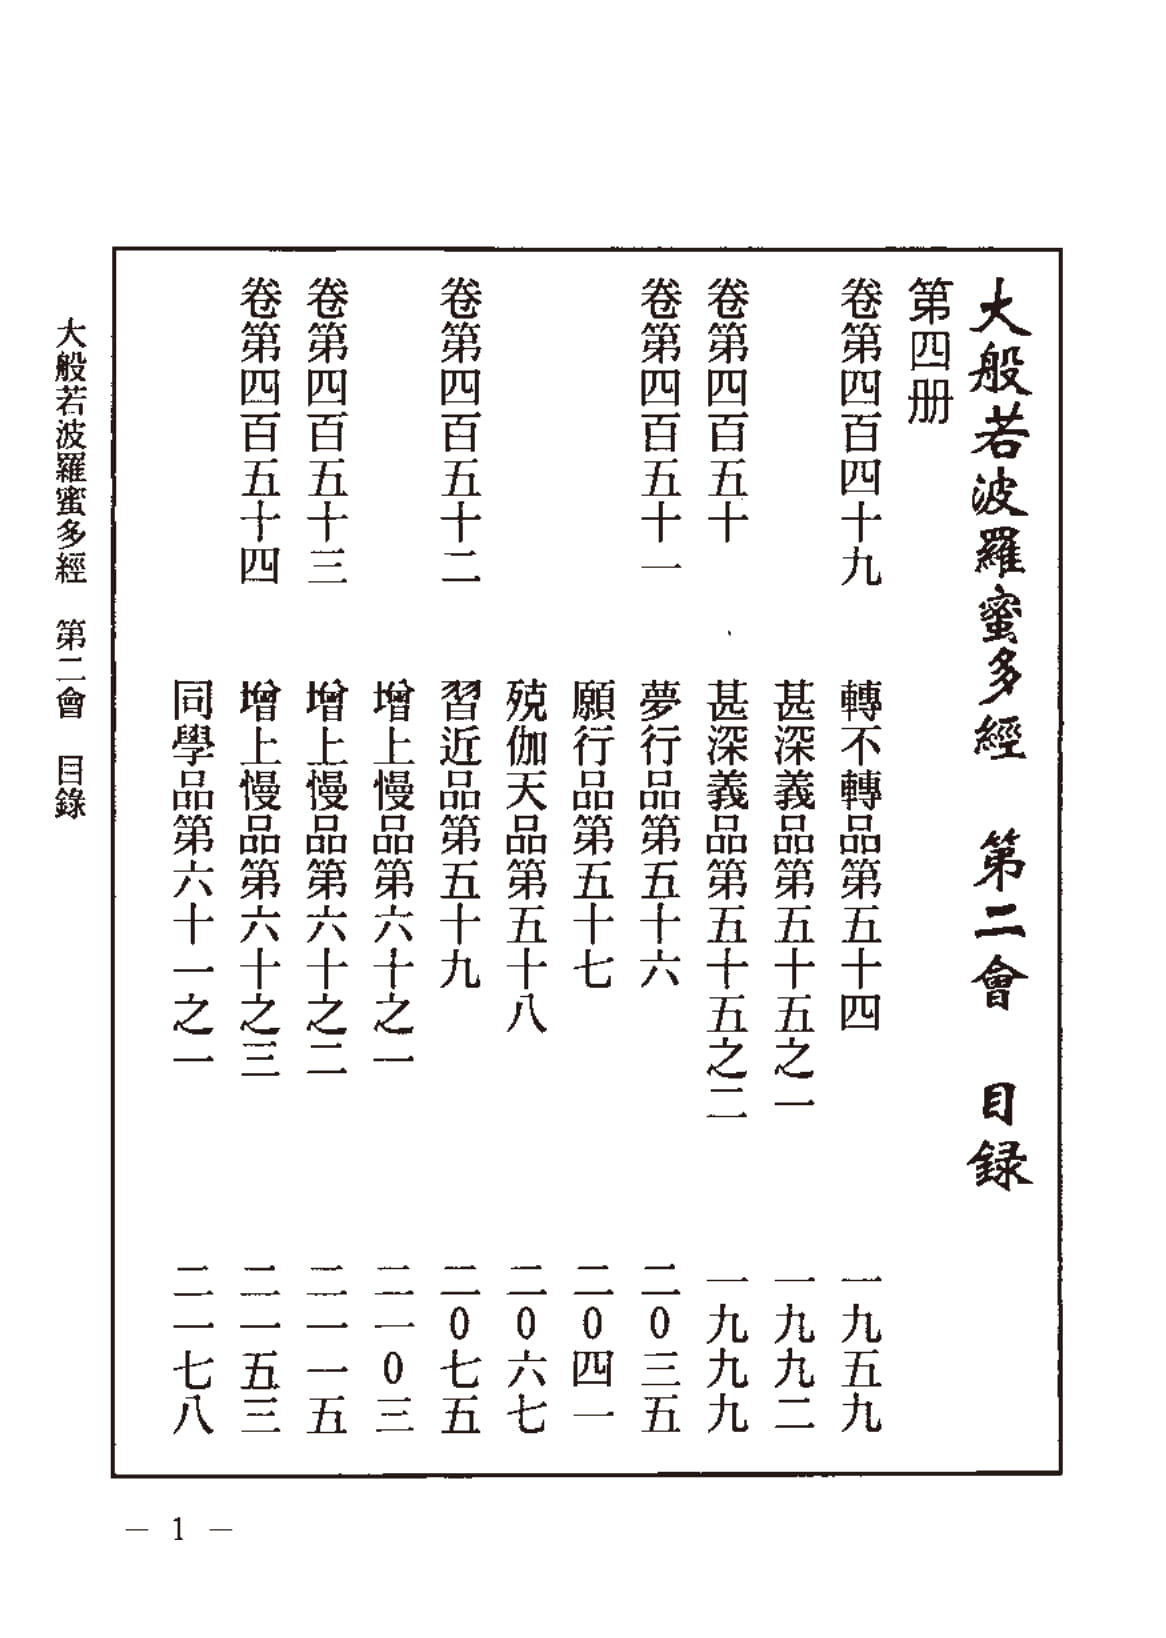 大般若波羅蜜多經　第二會　目錄
第四册
卷第四百四十九　轉不轉品第五十四　一九五九
甚深義品第五十五之一　一九九二
卷第四百五十　甚深義品第五十五之二　一九九九
卷第四百五十一　夢行品第五十六　二0三五
願行品第五十七　二0四一
殑伽天品第五十八　二0六七
卷第四百五十二　習近品第五十九　二0七五
增上慢品第六十之一　二一0三
卷第四百五十三　增上慢品第六十之二　二一一五
卷第四百五十四　增上慢品第六十之三　二一五三
同學品第六十一之一　二一七八
大般若波羅蜜多經　第二會　目錄
— 1 —